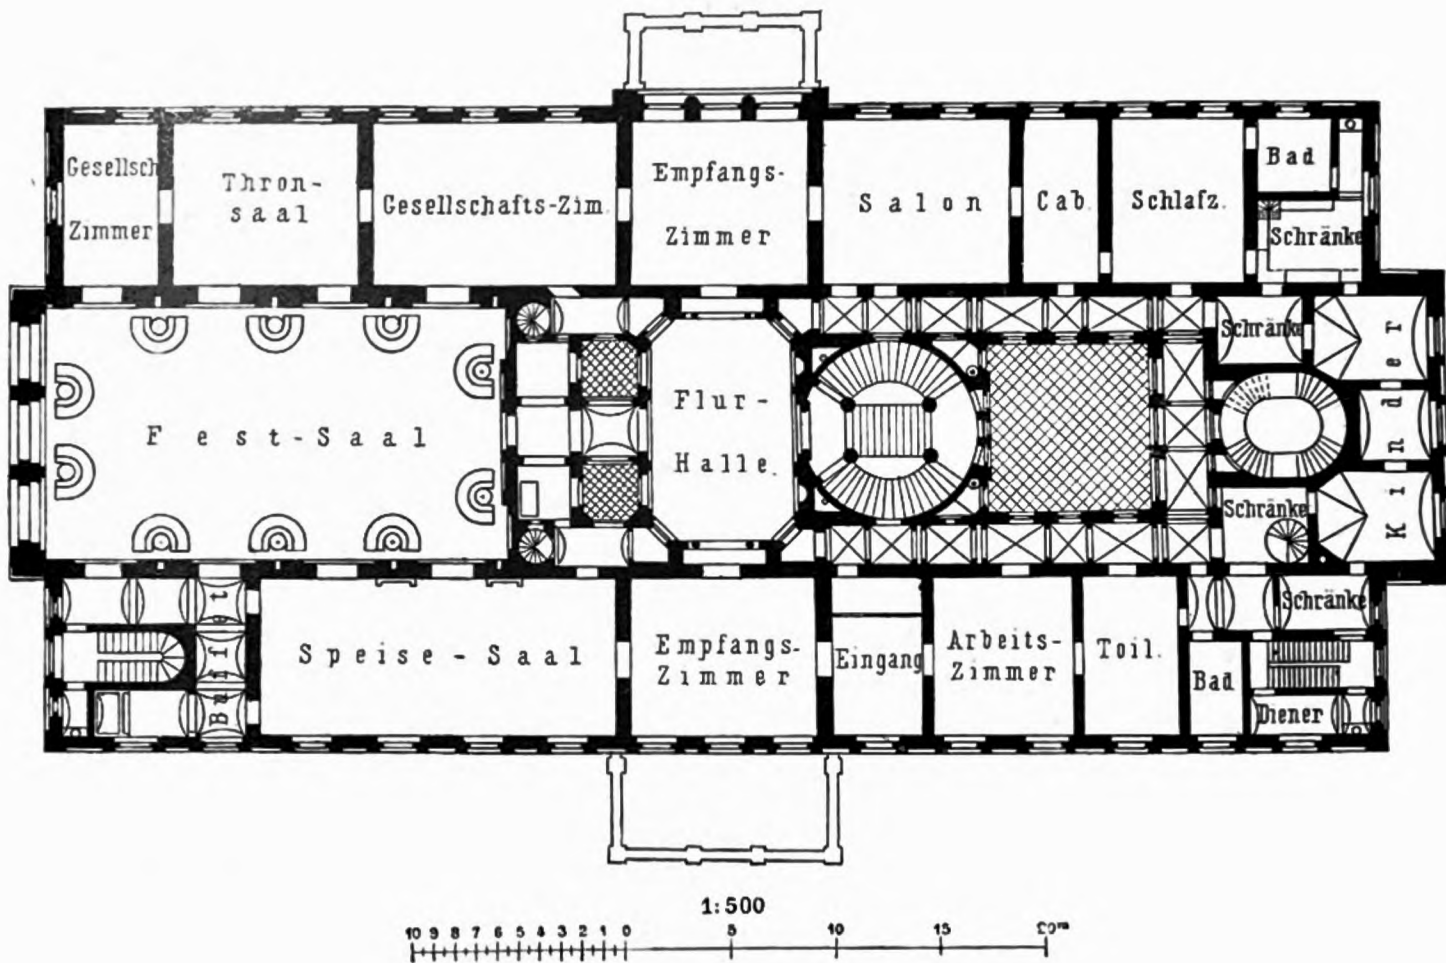 Gesellsch
Zimmer
Thron-
saal
Gesellschafts-Zim.
Empfangs-
Zimmer
Salon
Cab.
Schlafz.
Bad
Schränke
Schränke
Kinder
Fest-Saal
Flur-
Halle.
Schränke
Schränke
Bufet
Speise-Saal
Empfangs-
Zimmer
Eingang
Arbeits-
Zimmer
Toil.
Bad
Diener
1:500
10 9 8 7 6 5 4 3 2 1 0 5 10 15 20m